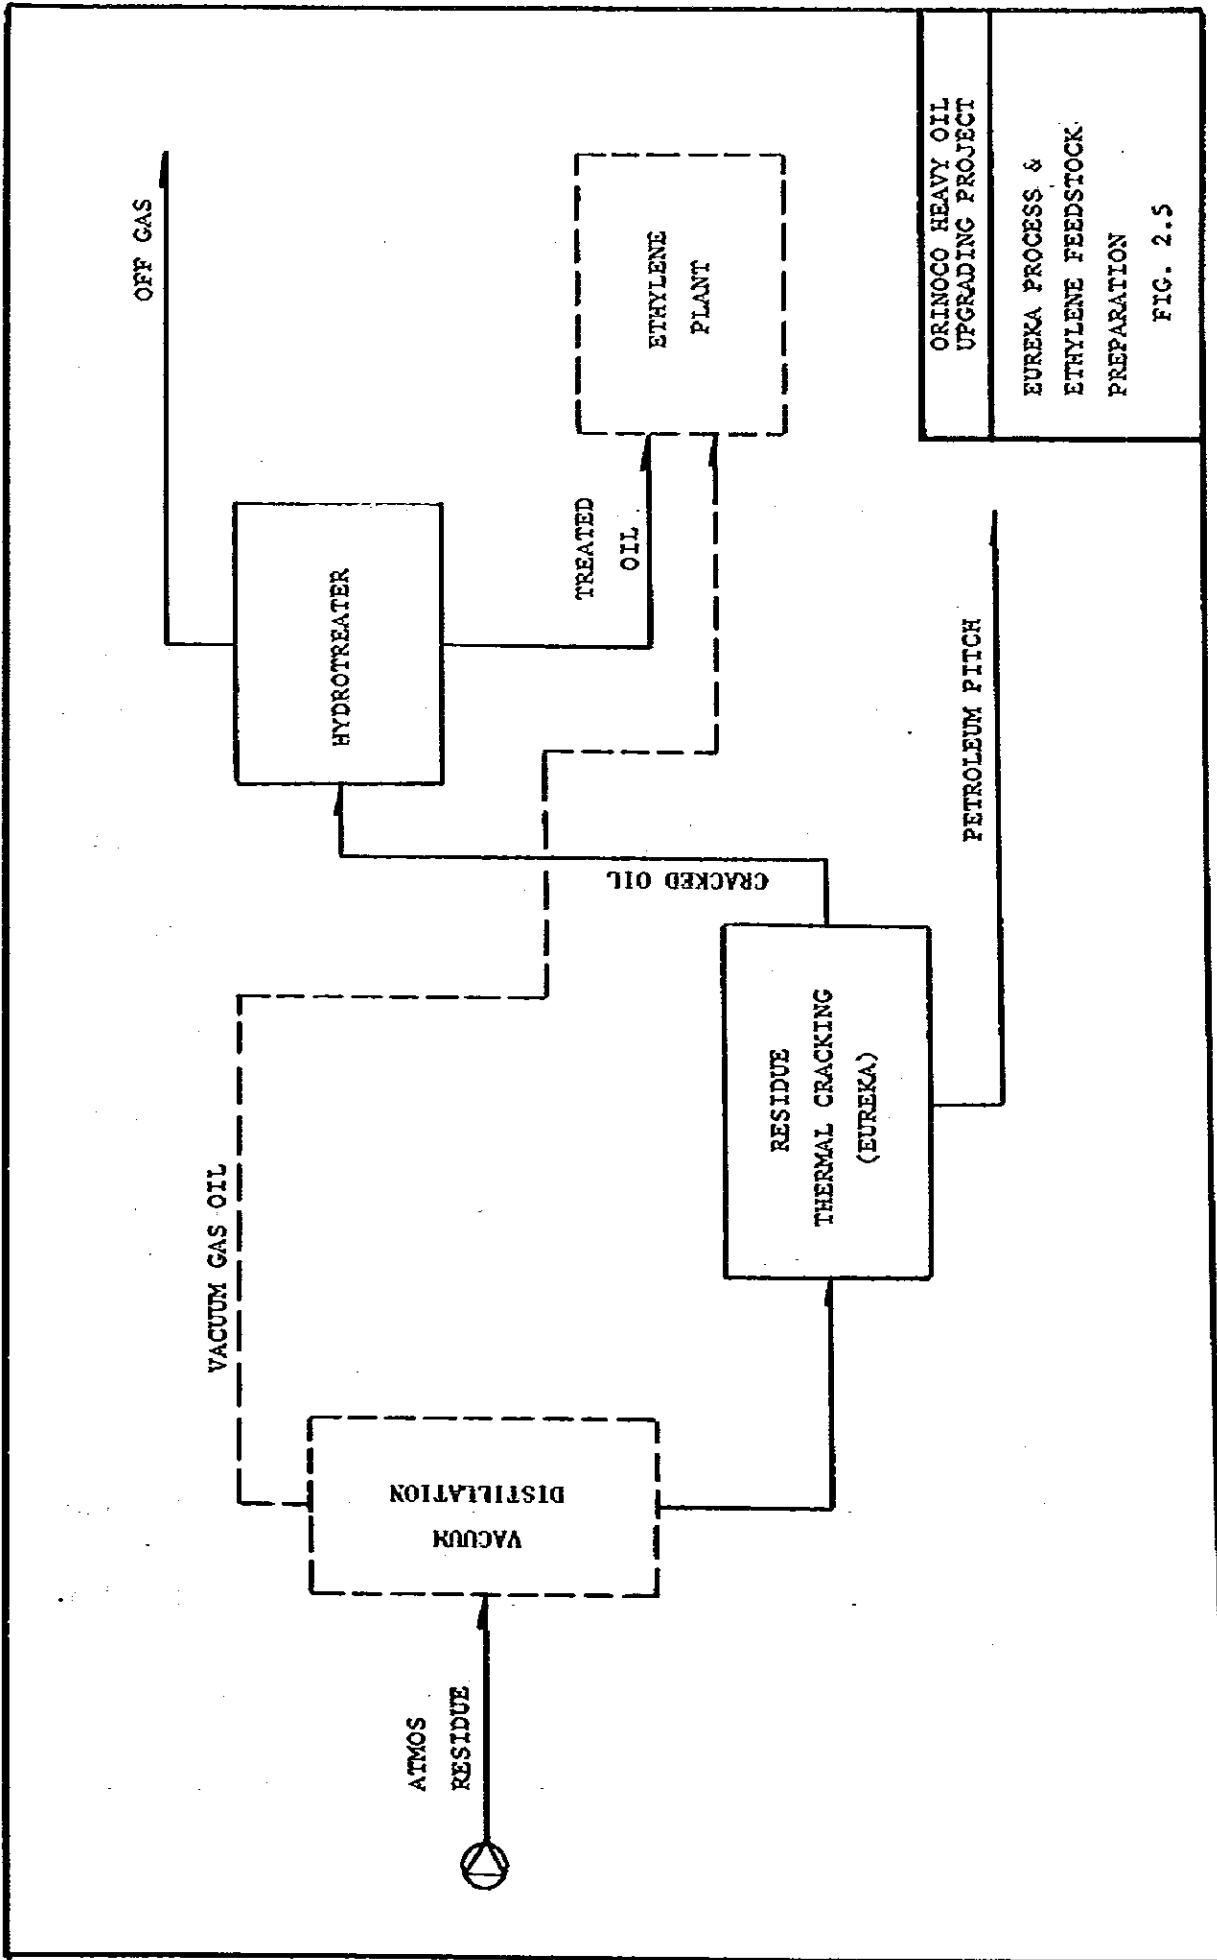 ATMOS
RESIDUE
VACUUM
DISTILLATION
VACUUM GAS OIL
RESIDUE
THERMAL CRACKING
(EUREKA)
CRACKED OIL
PETROLEUM PITCH
HYDROTREATER
OFF GAS
TREATED
OIL
ETHYLENE
PLANT
ORINOCO HEAVY OIL
UPGRADING PROJECT
EUREKA PROCESS &
ETHYLENE FEEDSTOCK
PREPARATION
FIG. 2.5